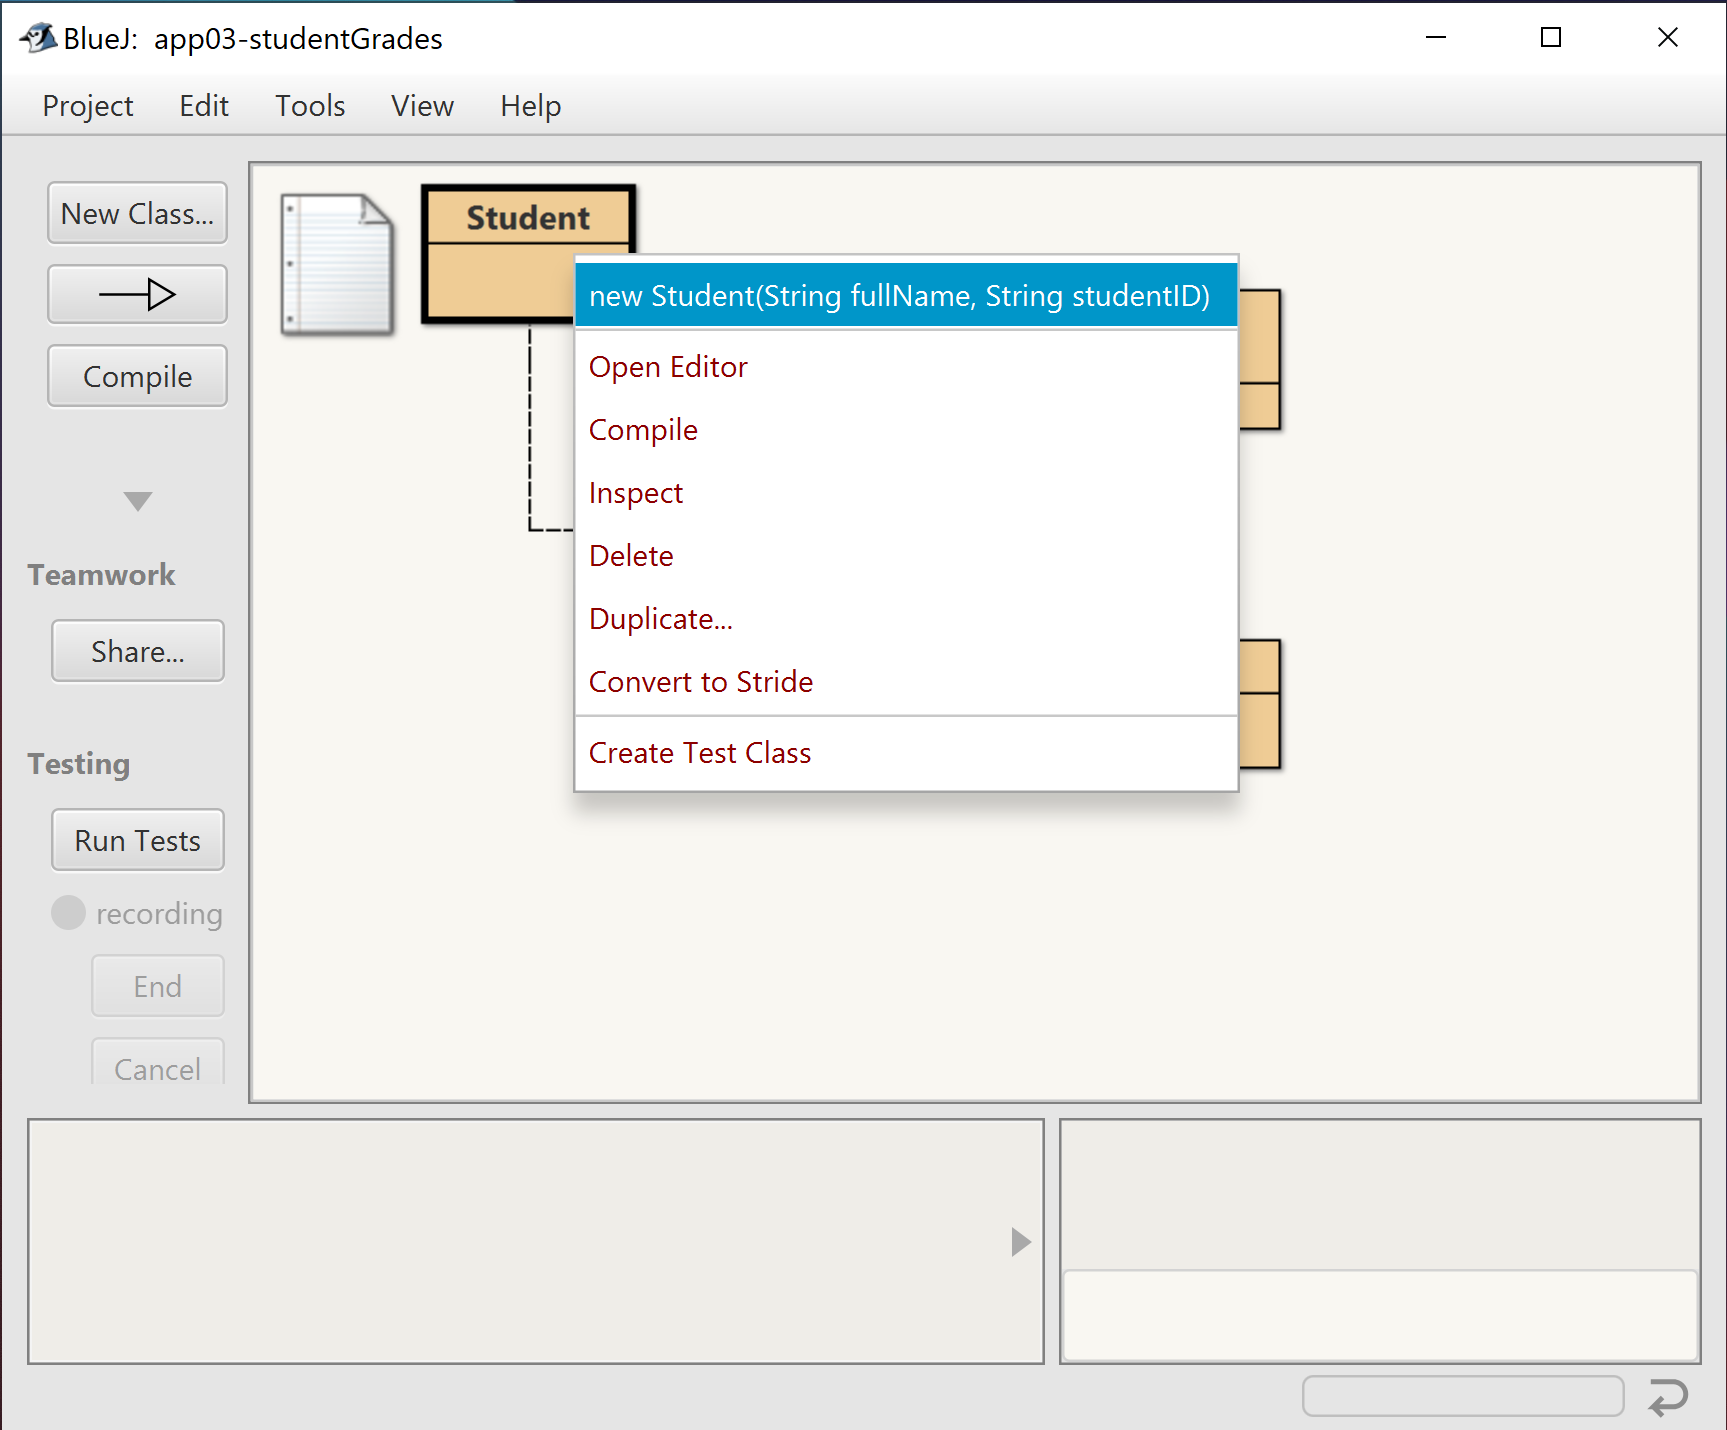 BlueJ: app03-studentGrades
Project Edit Tools View Help
New Class...
Compile
Teamwork
Share...
Testing
Run Tests
recording
End
Cancel
Student
new Student(String fullName, String studentID)
Open Editor
Compile
Inspect
Delete
Duplicate...
Convert to Stride
Create Test Class